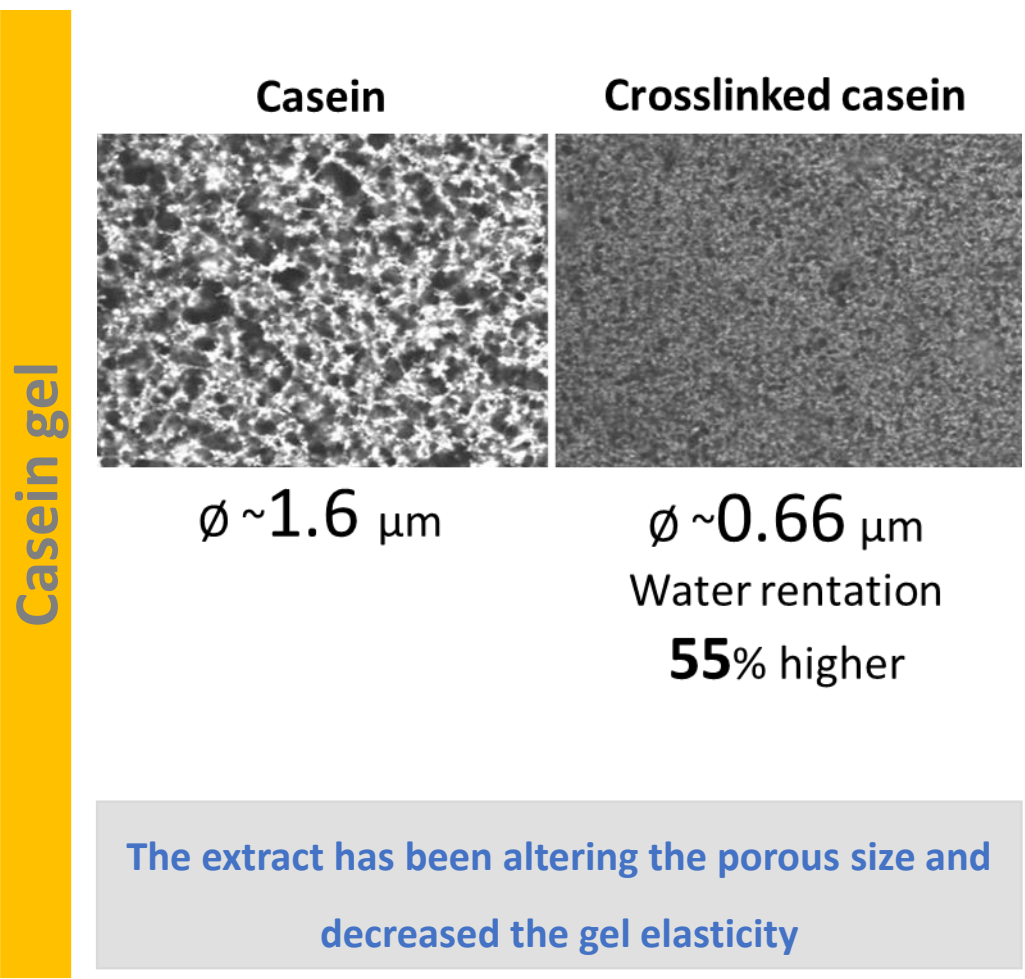 Casein gel
Casein
Crosslinked casein
Ø ~1.6 µm
Ø ~0.66 µm
Water rentation
55% higher
The extract has been altering the porous size and
decreased the gel elasticity